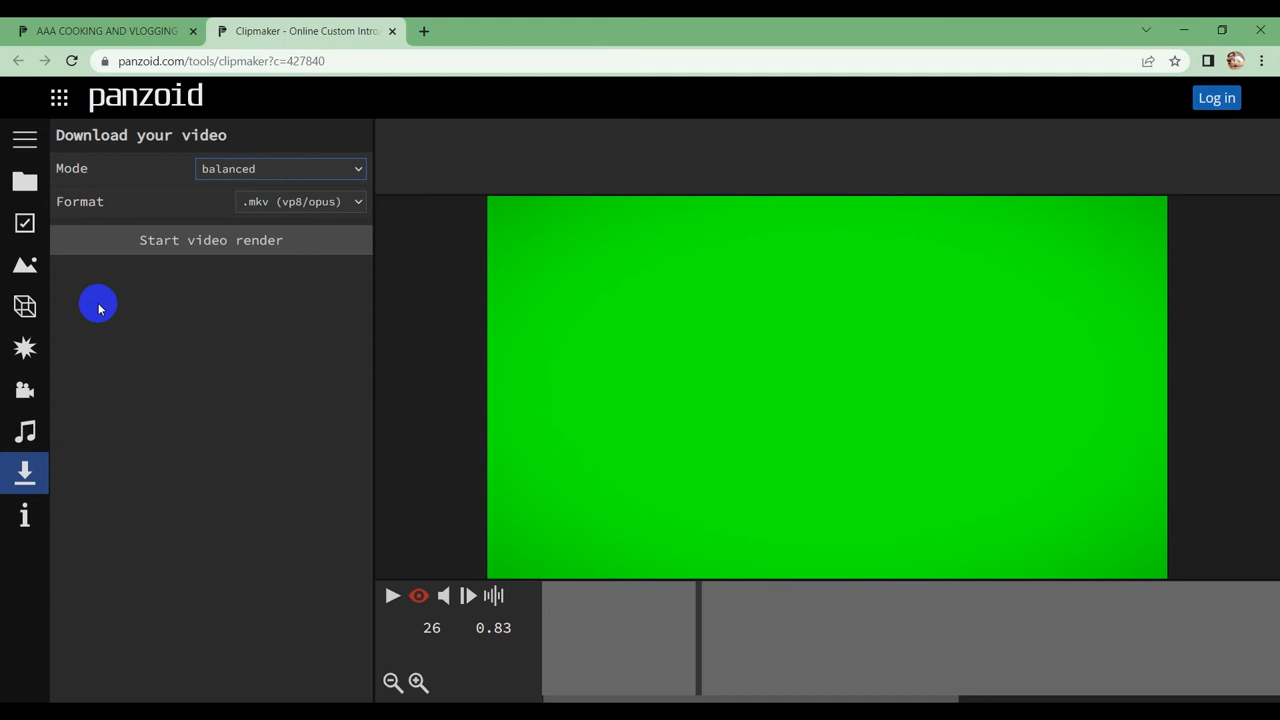 AAA COOKING AND VLOGGING
Clipmaker - Online Custom Intro
panzoid.com/tools/clipmaker?c=427840
panzoid
Log in
Download your video
Mode
balanced
Format
.mkv (vp8/opus)
Start video render
26
0.83